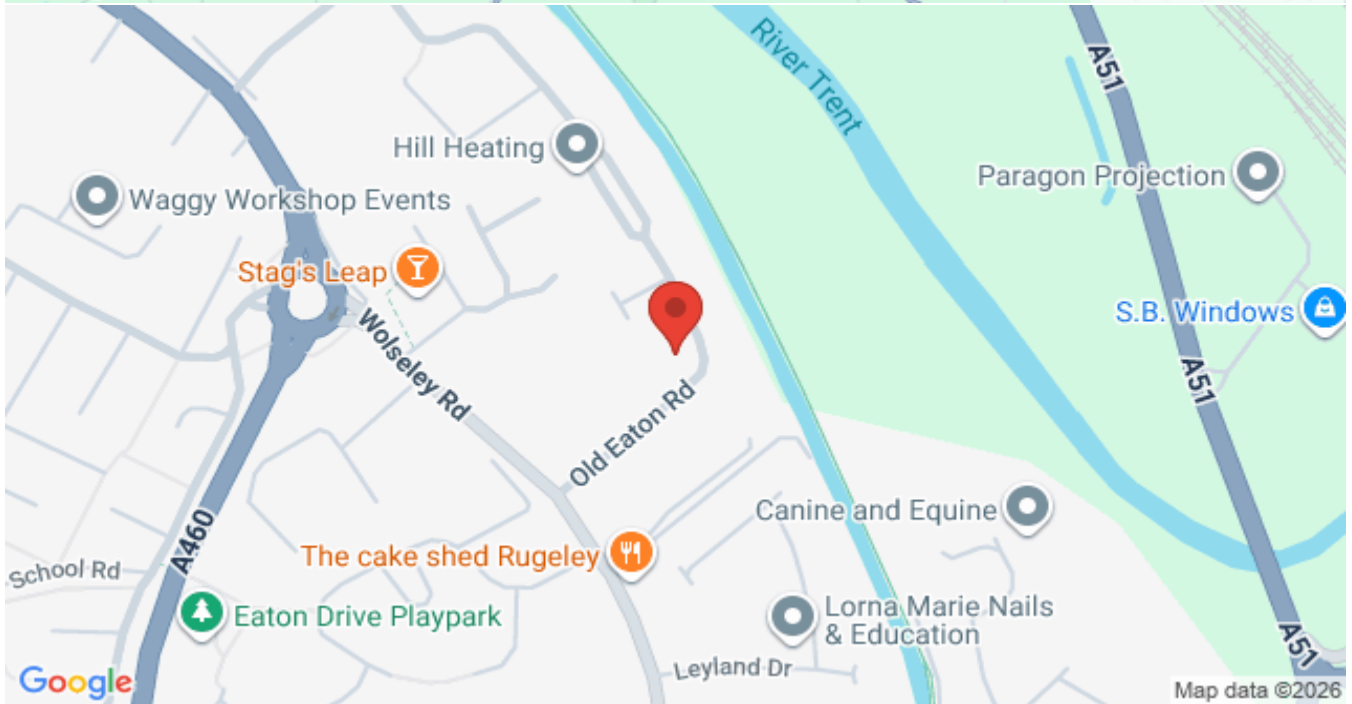 River Trent
A51
Hill Heating
Paragon Projection
Waggy Workshop Events
Stag's Leap
S.B. Windows
Wolseley Rd
A51
Old Eaton Rd
Canine and Equine
A460
The cake shed Rugeley
School Rd
Eaton Drive Playpark
Lorna Marie Nails
& Education
A51
Leyland Dr
Google
Map data ©2026